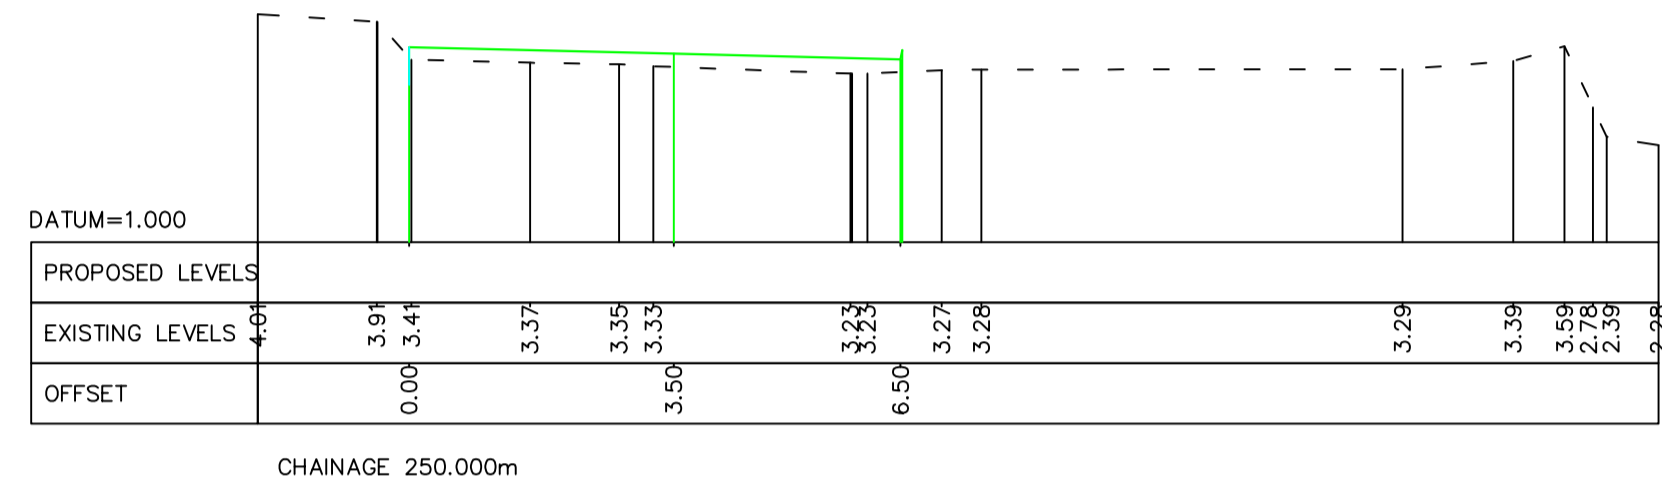 DATUM=1.000
PROPOSED LEVELS
EXISTING LEVELS 4.01 3.91 3.41 3.37 3.35 3.33 3.23 3.23 3.27 3.28 3.29 3.39 3.59 2.78 2.39 2.28
OFFSET 0.00 3.50 6.50
CHAINAGE 250.000m